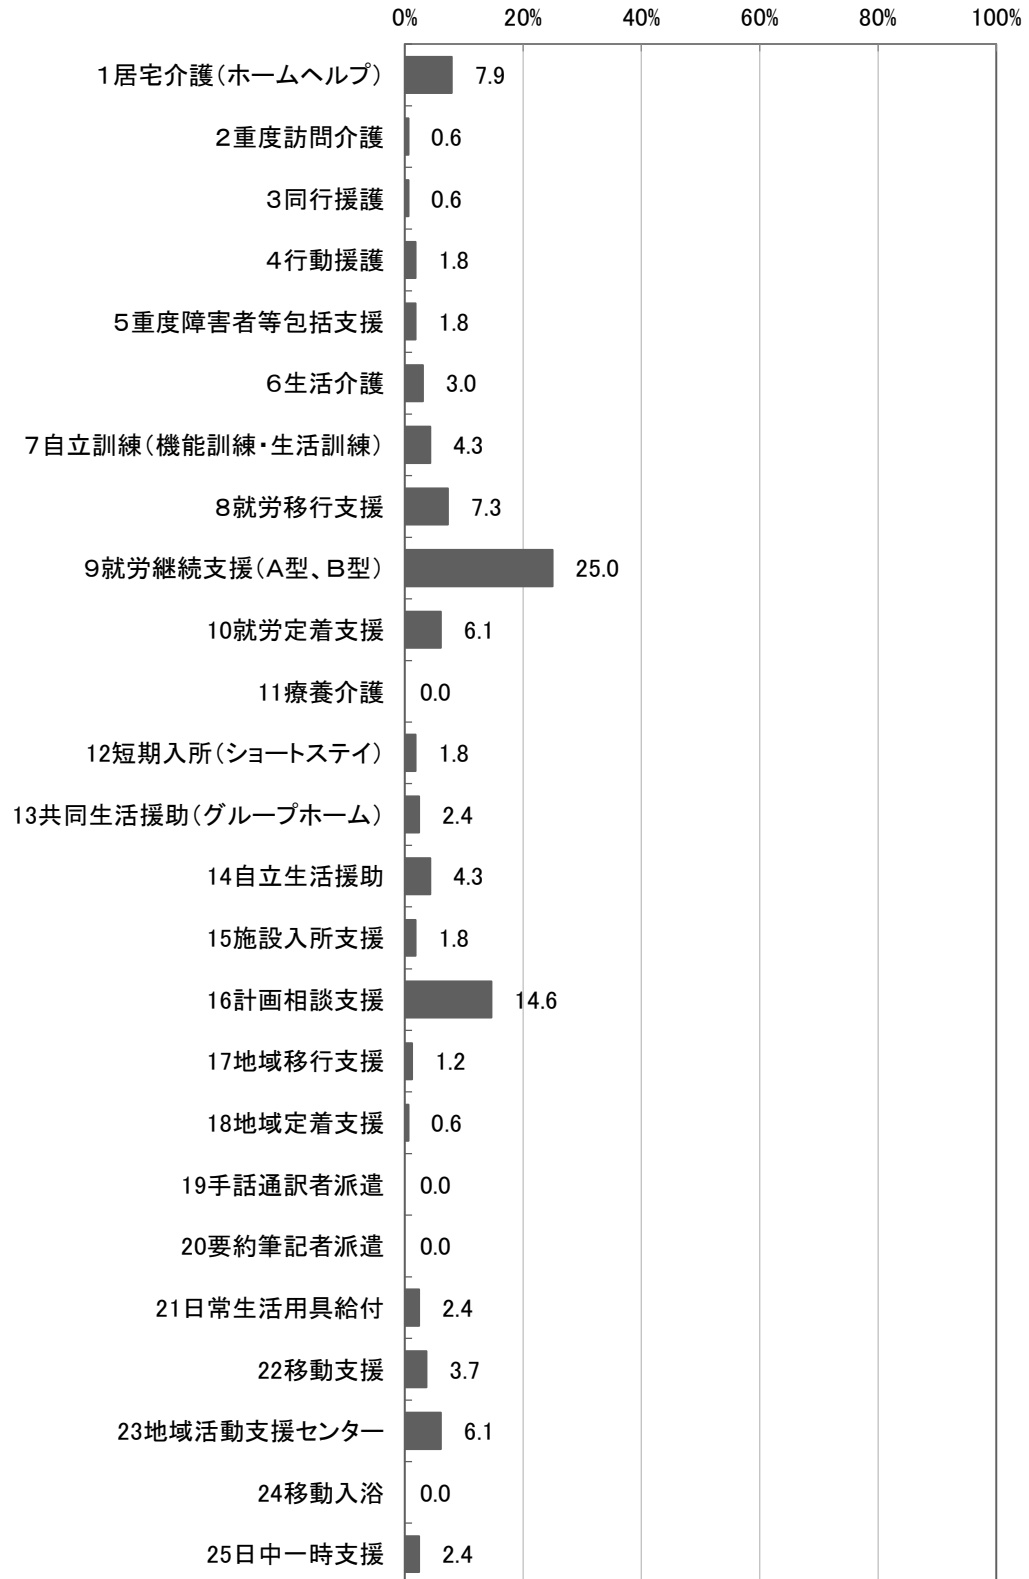 0% 20% 40% 60% 80% 100%
1居宅介護（ホームヘルプ） 7.9
2重度訪問介護 0.6
3同行援護 0.6
4行動援護 1.8
5重度障害者等包括支援 1.8
6生活介護 3.0
7自立訓練（機能訓練・生活訓練） 4.3
8就労移行支援 7.3
9就労継続支援（A型、B型） 25.0
10就労定着支援 6.1
11療養介護 0.0
12短期入所（ショートステイ） 1.8
13共同生活援助（グループホーム） 2.4
14自立生活援助 4.3
15施設入所支援 1.8
16計画相談支援 14.6
17地域移行支援 1.2
18地域定着支援 0.6
19手話通訳者派遣 0.0
20要約筆記者派遣 0.0
21日常生活用具給付 2.4
22移動支援 3.7
23地域活動支援センター 6.1
24移動入浴 0.0
25日中一時支援 2.4